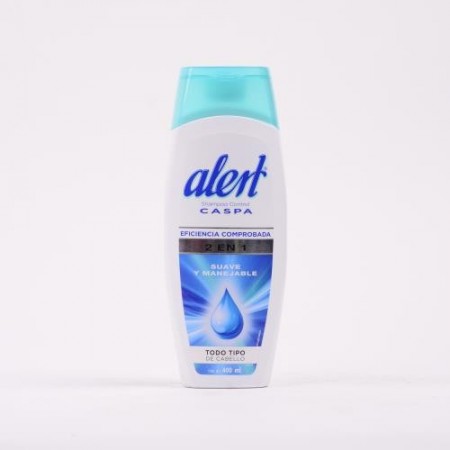 alert
Shampoo Control
CASPA
EFICIENCIA COMPROBADA
2 EN 1
SUAVE
Y MANEJABLE
TODO TIPO
DE CABELLO
400 ml